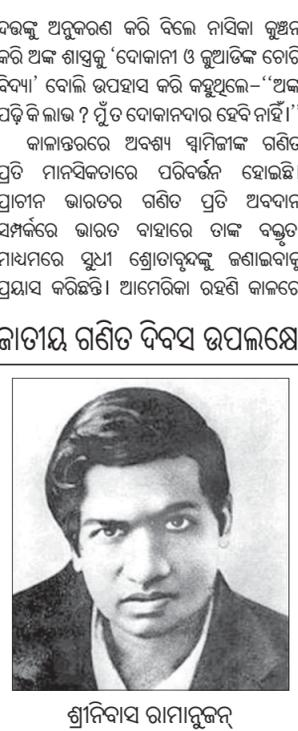 ଦତ୍ତଙ୍କୁ ଅନୁକରଣ କରି ବିଲେ ନାସିକା କୁଞ୍ଚନ
କରି ଅଙ୍କ ଶାସ୍ତ୍ରକୁ ‘ଦୋକାନୀ ଓ ଜୁଆଡିଙ୍କ ଚୋରି
ବିଦ୍ୟା’ ବୋଲି ଉପହାସ କରି କହୁଥିଲେ–‘‘ଅଙ୍କ
ପଢ଼ି କି ଲାଭ ? ମୁଁ ତ ଦୋକାନଦାର ହେବି ନାହିଁ।’’
କାଳାନ୍ତରରେ ଅବଶ୍ୟ ସ୍ୱାମିଜୀଙ୍କ ଗଣିତ
ପ୍ରତି ମାନସିକତାରେ ପରିବର୍ତ୍ତନ ହୋଇଛି।
ପ୍ରାଚୀନ ଭାରତର ଗଣିତ ପ୍ରତି ଅବଦାନ
ସମ୍ପର୍କରେ ଭାରତ ବାହାରେ ତାଙ୍କ ବକ୍ତୃତା
ମାଧ୍ୟମରେ ସୁଧୀ ଶ୍ରୋତାବୃନ୍ଦଙ୍କୁ ଜଣାଇବାକୁ
ପ୍ରୟାସ କରିଛନ୍ତି। ଆମେରିକା ରହଣି କାଳରେ
ଜାତୀୟ ଗଣିତ ଦିବସ ଉପଲକ୍ଷେ
ଶ୍ରୀନିବାସ ରାମାନୁଜନ୍